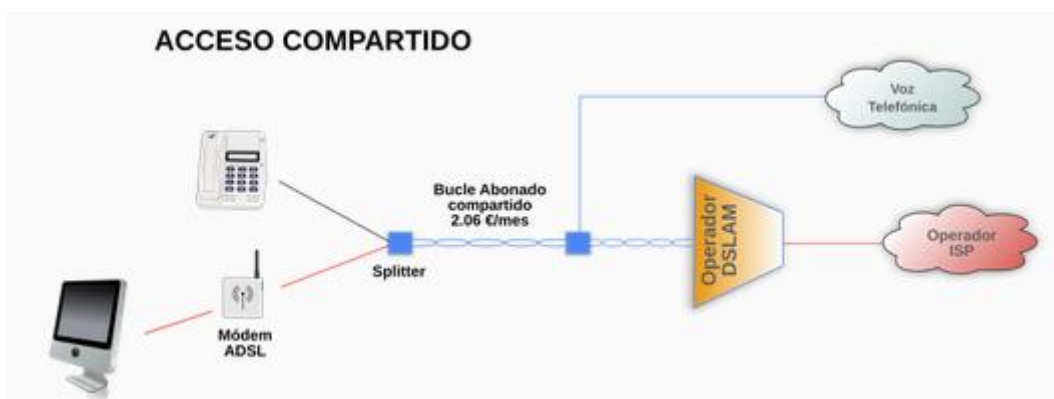 ACCESO COMPARTIDO
Voz
Telefónica
Bucle Abonado
compartido
2.06 €/mes
Splitter
Operador
DSLAM
Operador
ISP
Módem
ADSL